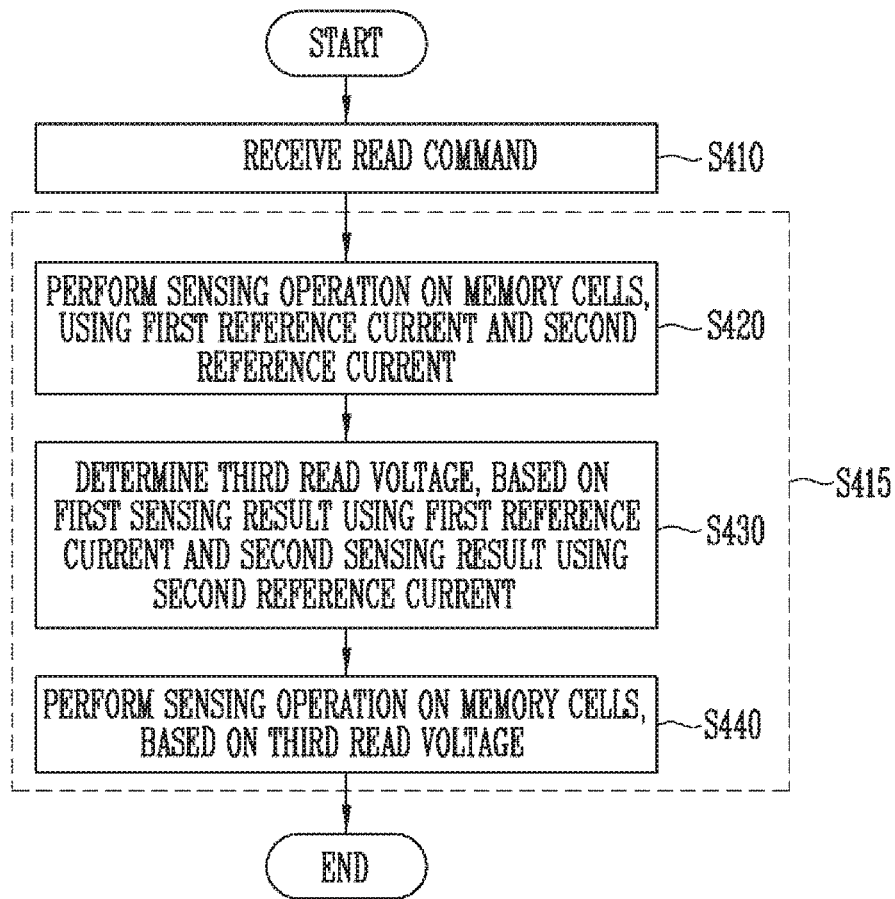 START
RECEIVE READ COMMAND
S410
PERFORM SENSING OPERATION ON MEMORY CELLS,
USING FIRST REFERENCE CURRENT AND SECOND
REFERENCE CURRENT
S420
DETERMINE THIRD READ VOLTAGE, BASED ON
FIRST SENSING RESULT USING FIRST REFERENCE
CURRENT AND SECOND SENSING RESULT USING
SECOND REFERENCE CURRENT
S430
S415
PERFORM SENSING OPERATION ON MEMORY CELLS,
BASED ON THIRD READ VOLTAGE
S440
END